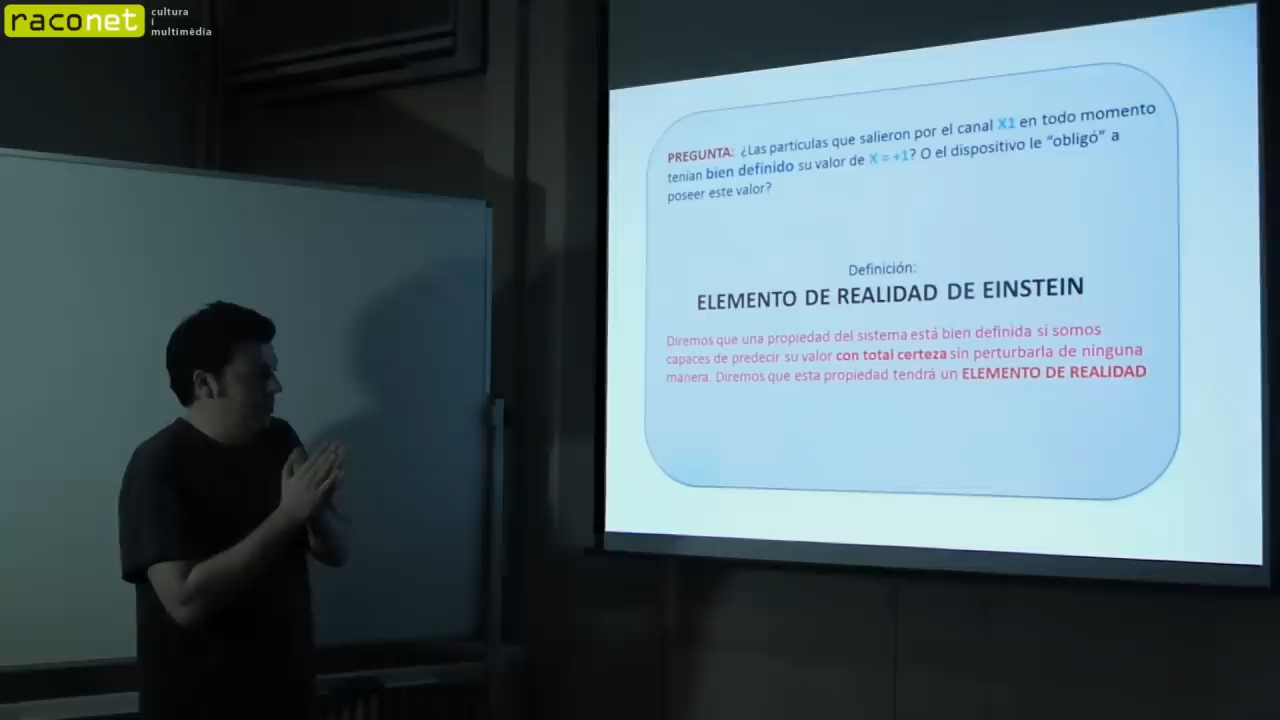 raconet
cultura
i
multimèdia
PREGUNTA: ¿Las partículas que salieron por el canal X1 en todo momento
tenían bien definido su valor de X = +1? O el dispositivo le “obligó” a
poseer este valor?
Definición:
ELEMENTO DE REALIDAD DE EINSTEIN
Diremos que una propiedad del sistema está bien definida si somos
capaces de predecir su valor con total certeza sin perturbarla de ninguna
manera. Diremos que esta propiedad tendrá un ELEMENTO DE REALIDAD